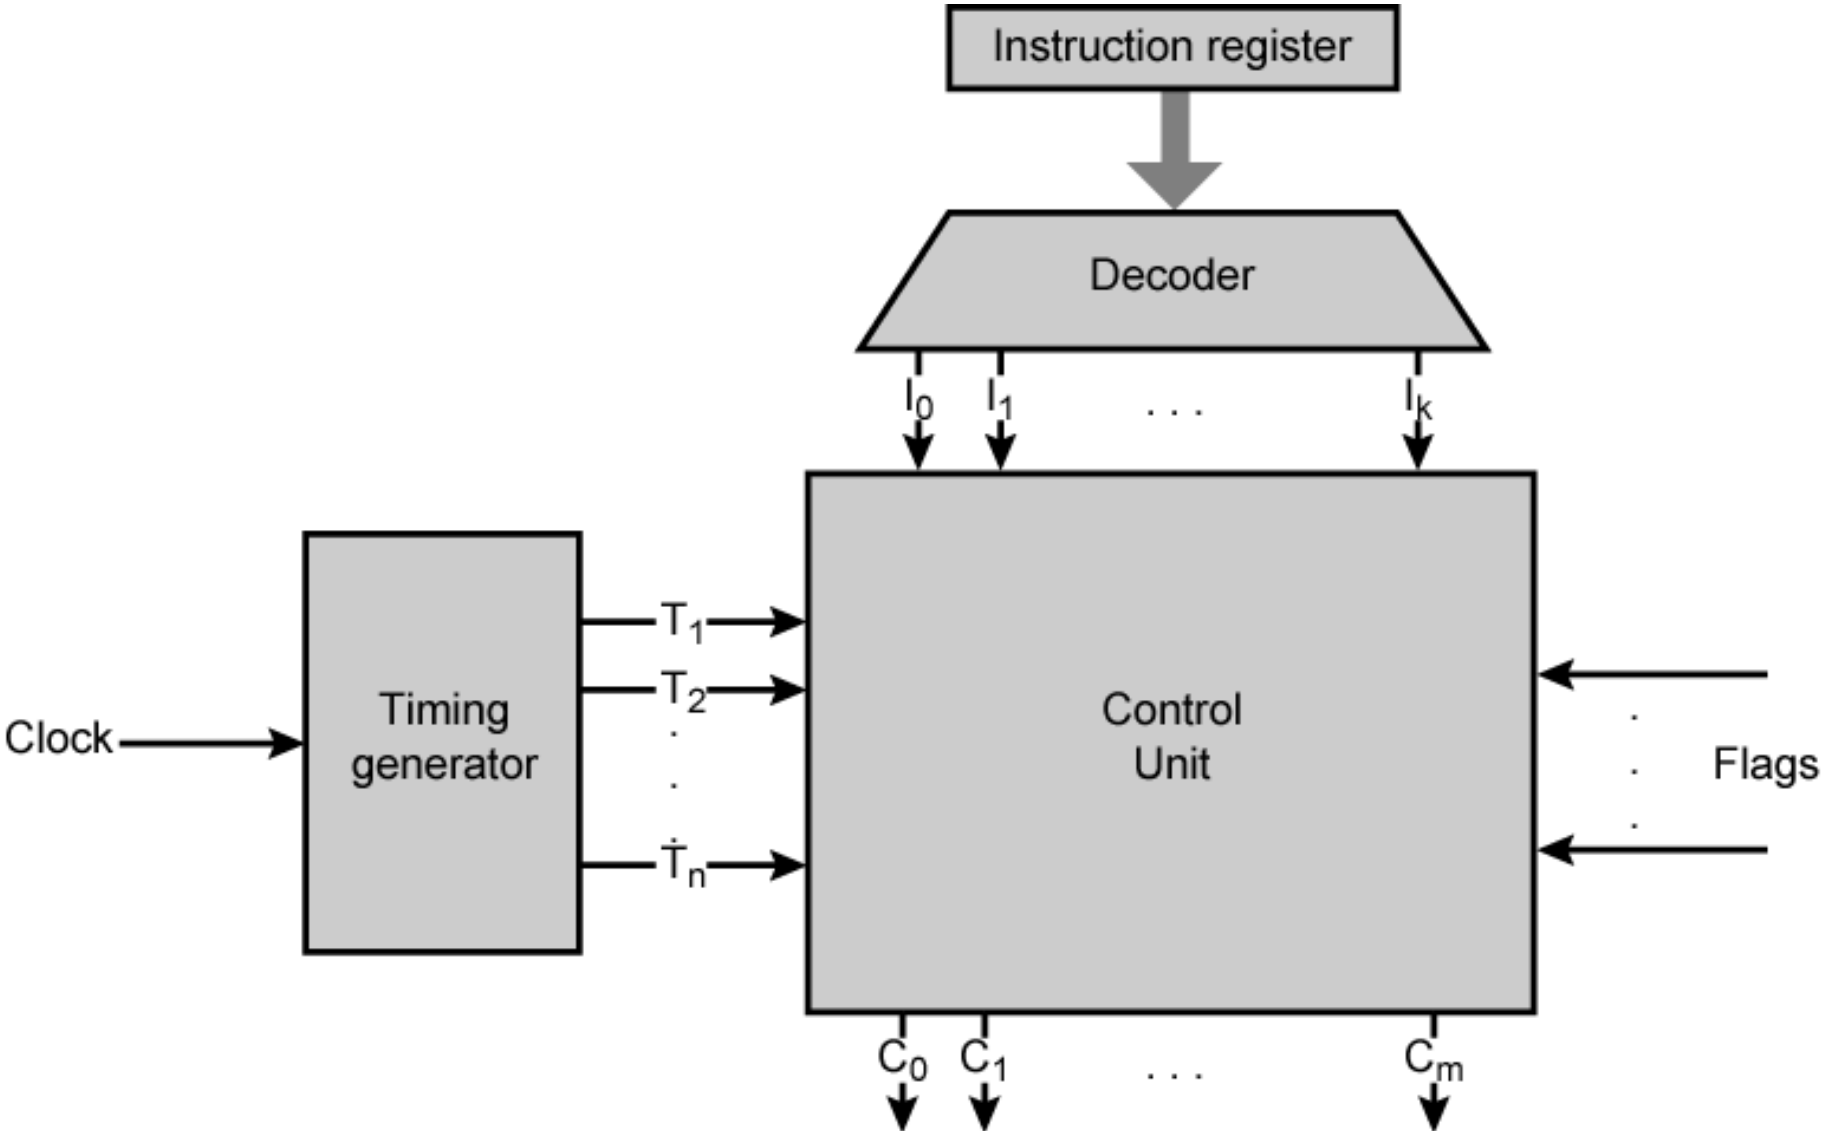 Instruction register
Decoder
I0 I1 . . . Ik
T1
T2
.
.
.
Tn
Timing
generator
Clock
Control
Unit
.
.
.
Flags
C0 C1 . . . Cm